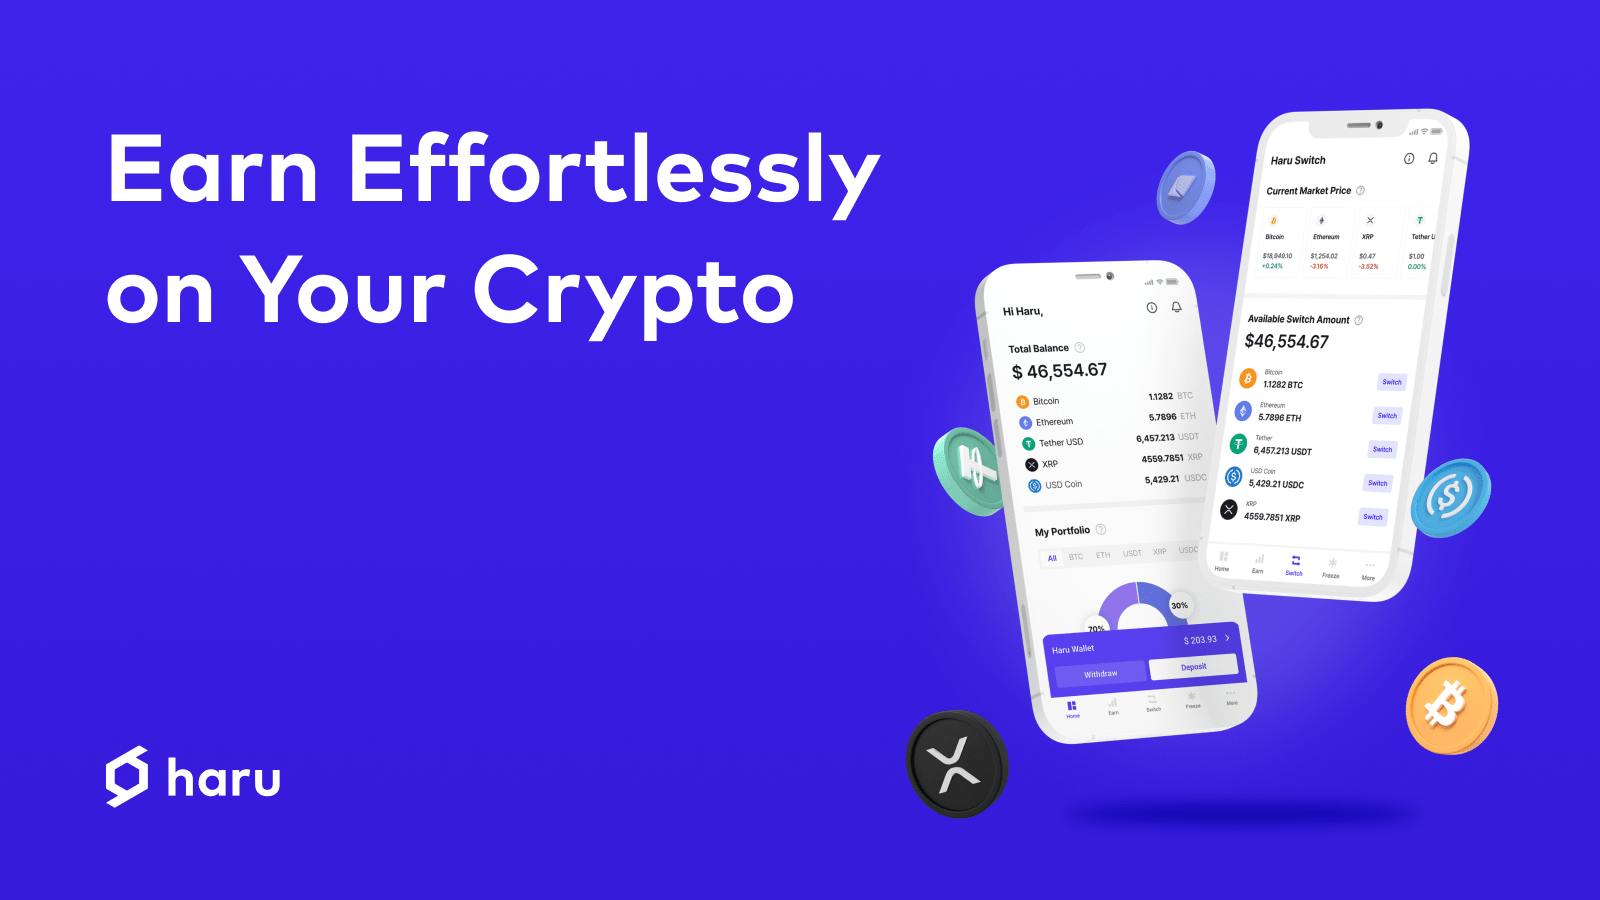 Earn Effortlessly
on Your Crypto
haru
Hi Haru,
Total Balance
$ 46,554.67
Bitcoin 1.1282 BTC
Ethereum 5.7896 ETH
Tether USD 6,457.213 USDT
XRP 4559.7851 XRP
USD Coin 5,429.21 USDC
My Portfolio
All BTC ETH USDT XRP USDC
30%
70%
Haru Wallet $ 203.93
Withdraw Deposit
Home Earn Switch Freeze More
Haru Switch
Current Market Price
Bitcoin Ethereum XRP Tether U
$18,949.10 $1,254.02 $0.47 $1.00
+0.24% -3.16% -3.52% 0.00%
Available Switch Amount
$46,554.67
Bitcoin
1.1282 BTC Switch
Ethereum
5.7896 ETH Switch
Tether
6,457.213 USDT Switch
USD Coin
5,429.21 USDC Switch
XRP
4559.7851 XRP Switch
Home Earn Switch Freeze More